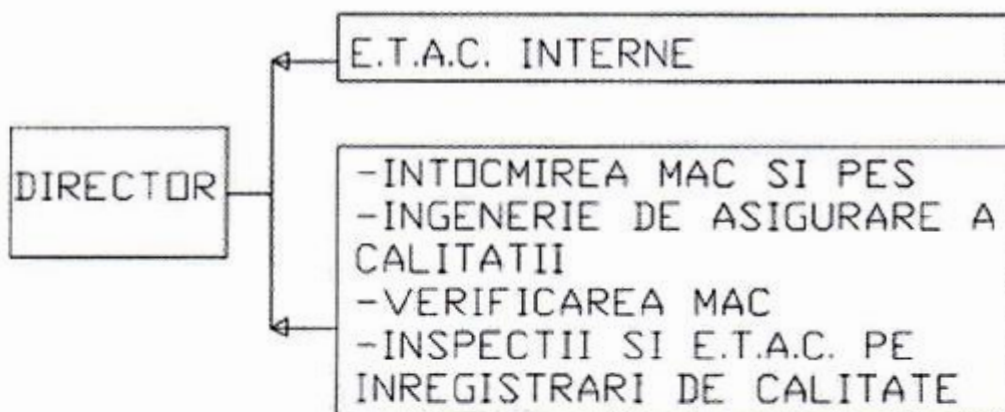 E.T.A.C. INTERNE
DIRECTOR
-INTOCMIREA MAC SI PES
-INGENERIE DE ASIGURARE A
CALITATII
-VERIFICAREA MAC
-INSPECTII SI E.T.A.C. PE
INREGISTRARI DE CALITATE